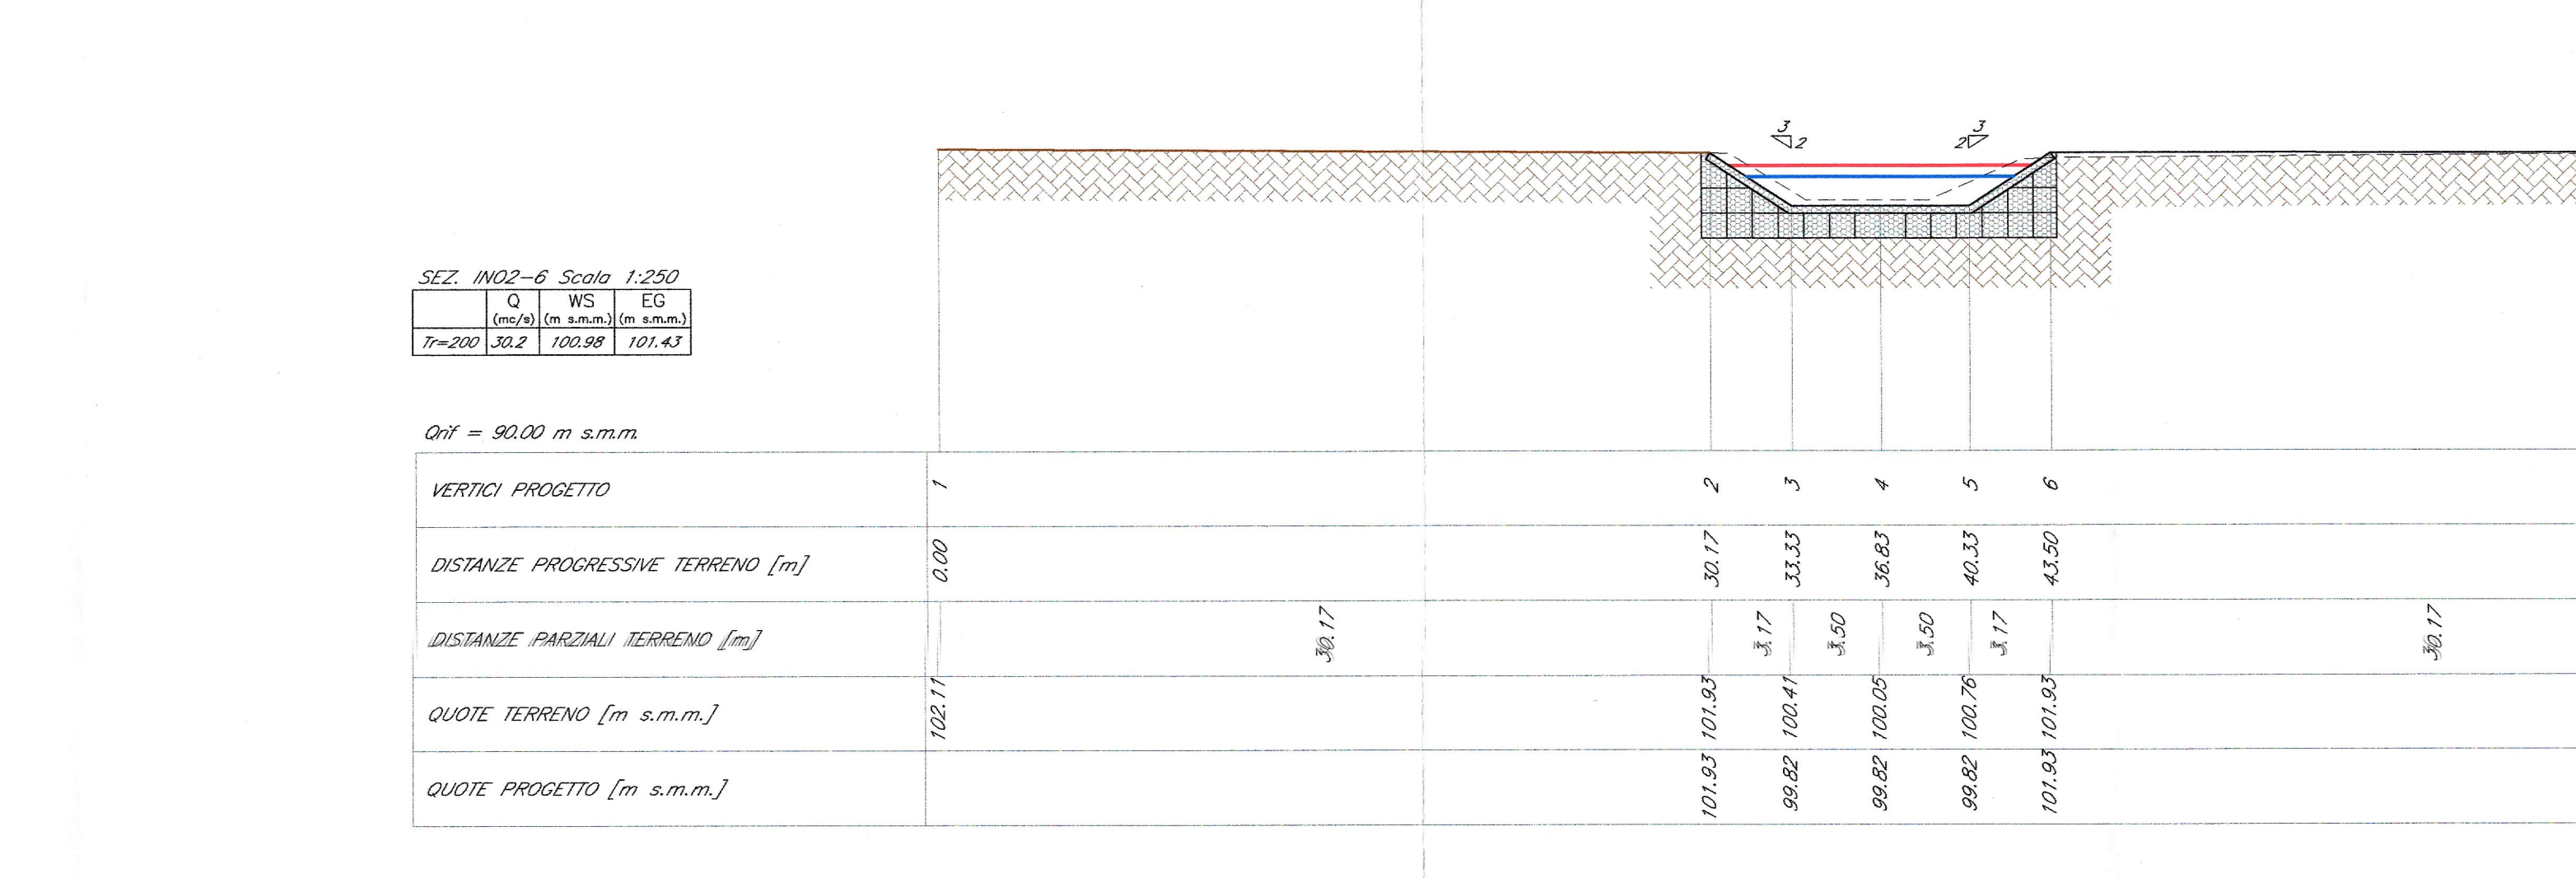 3 3
2 2
SEZ. IN02-6 Scala 1:250
Q WS EG
(mc/s) (m s.m.m.) (m s.m.m.)
Tr=200 30.2 100.98 101.43
Qrif = 90.00 m s.m.m.
VERTICI PROGETTO 1 2 3 4 5 6
DISTANZE PROGRESSIVE TERRENO [m] 0.00 30.17 33.33 36.83 40.33 43.50
DISTANZE PARZIALI TERRENO [m] 30.17 3.17 3.50 3.50 3.17 30.17
QUOTE TERRENO [m s.m.m.] 102.11 101.93 100.41 100.05 100.76 101.93
QUOTE PROGETTO [m s.m.m.] 101.93 99.82 99.82 99.82 101.93